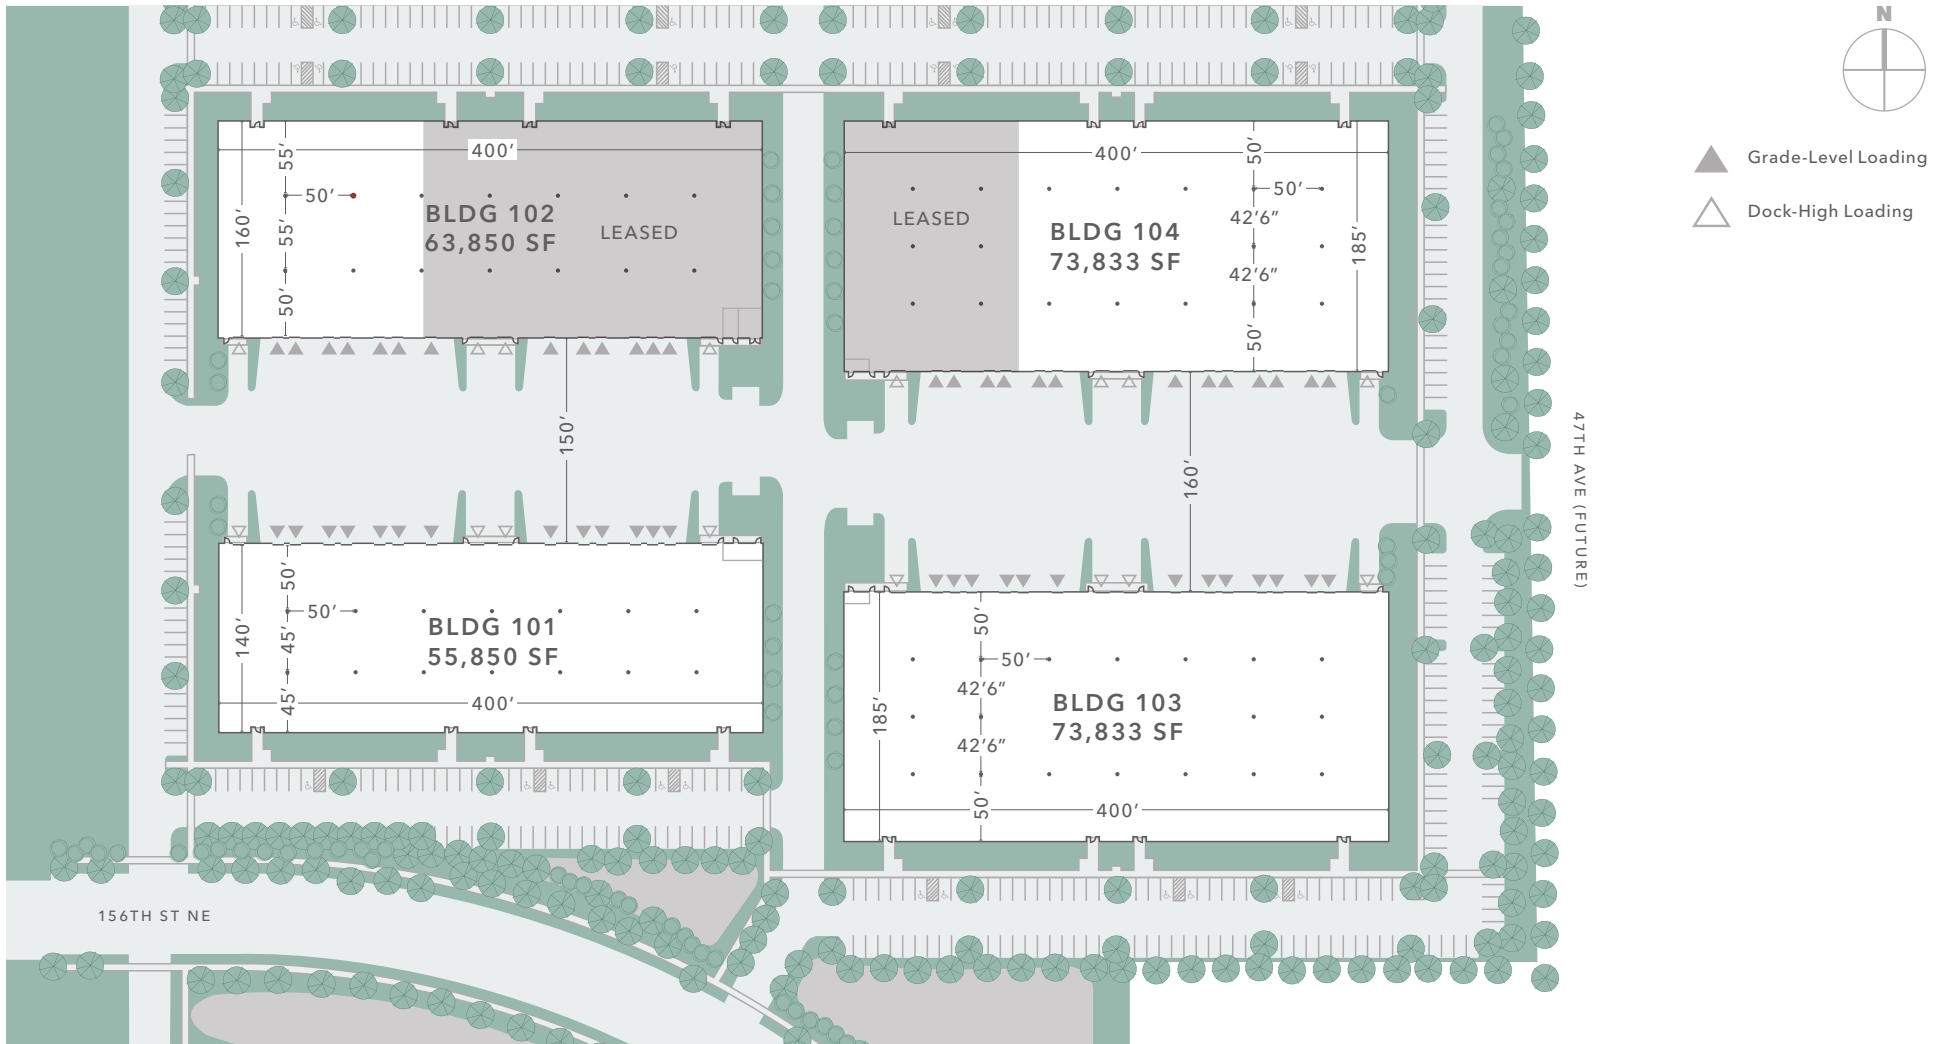 N
Grade-Level Loading
Dock-High Loading
400’
55’
50’
160’
55’
50’
BLDG 102
63,850 SF
LEASED
400’
50’
50’
LEASED
BLDG 104
73,833 SF
42’6”
42’6”
185’
50’
150’
160’
47TH AVE (FUTURE)
50’
50’
140’
45’
45’
BLDG 101
55,850 SF
400’
50’
50’
42’6”
42’6”
185’
50’
BLDG 103
73,833 SF
400’
156TH ST NE